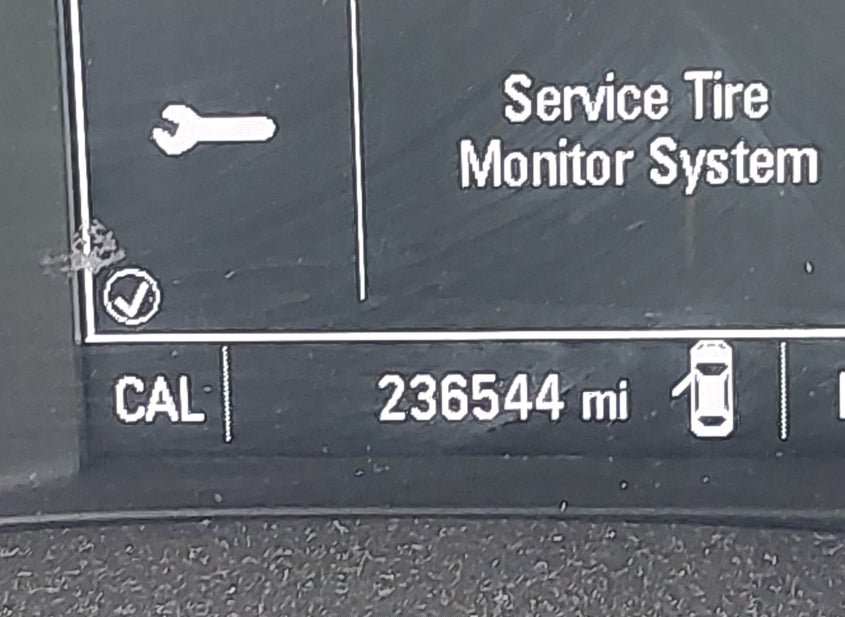 Service Tire
Monitor System
CAL
236544 mi